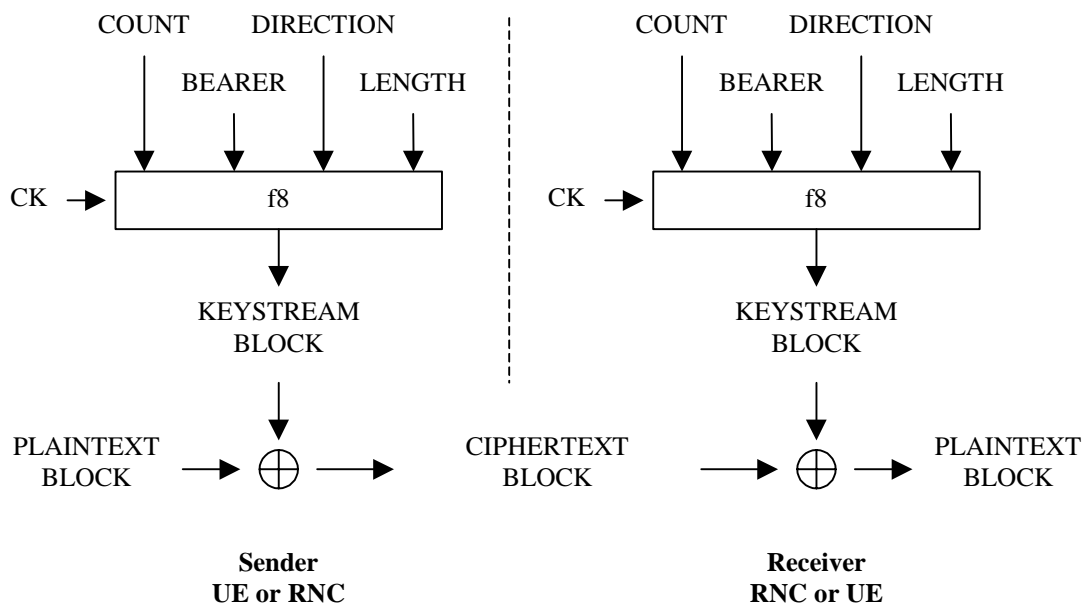 COUNT DIRECTION COUNT DIRECTION
BEARER LENGTH BEARER LENGTH
CK f8 CK f8
KEYSTREAM KEYSTREAM
BLOCK BLOCK
PLAINTEXT CIPHERTEXT PLAINTEXT
BLOCK BLOCK BLOCK
Sender Receiver
UE or RNC RNC or UE